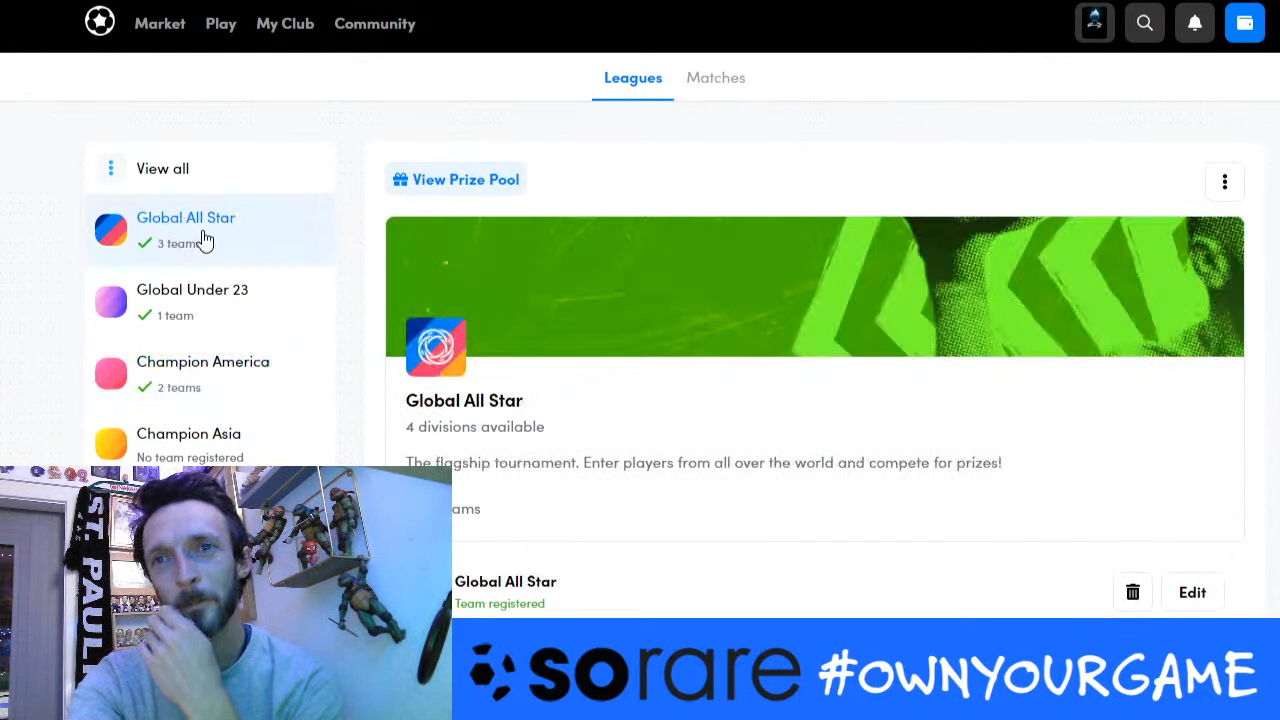 Market Play My Club Community
Leagues Matches
View all
Global All Star
3 team
Global Under 23
1 team
Champion America
2 teams
Champion Asia
No team registered
View Prize Pool
Global All Star
4 divisions available
The flagship tournament. Enter players from all over the world and compete for prizes!
ams
Global All Star
Team registered
Edit
ST. PAUL
sorare #OWNYOURGAME